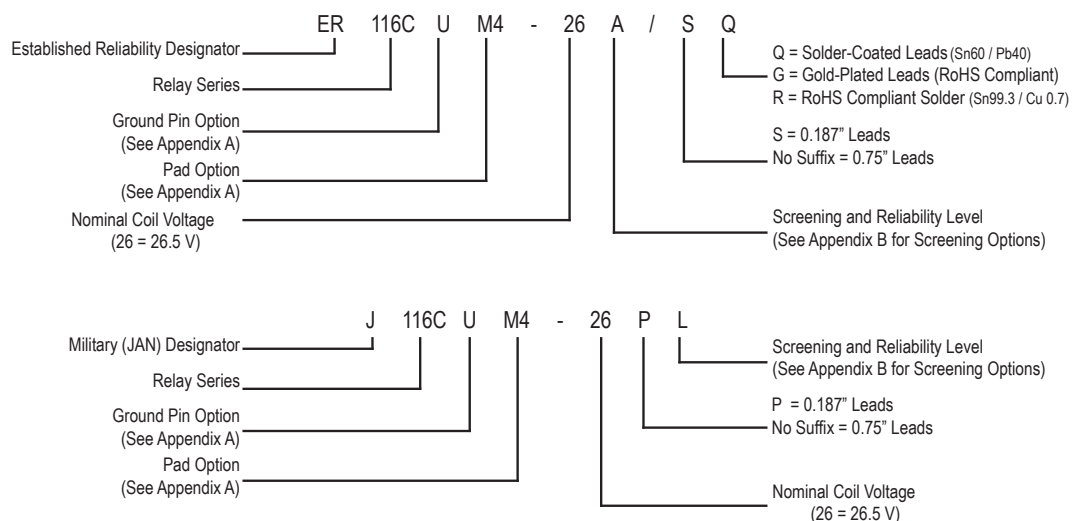 ER 116C U M4 - 26 A / S Q
Established Reliability Designator
Relay Series
Ground Pin Option
(See Appendix A)
Pad Option
(See Appendix A)
Nominal Coil Voltage
(26 = 26.5 V)
Q = Solder-Coated Leads (Sn60 / Pb40)
G = Gold-Plated Leads (RoHS Compliant)
R = RoHS Compliant Solder (Sn99.3 / Cu 0.7)
S = 0.187” Leads
No Suffix = 0.75” Leads
Screening and Reliability Level
(See Appendix B for Screening Options)
J 116C U M4 - 26 P L
Military (JAN) Designator
Relay Series
Ground Pin Option
(See Appendix A)
Pad Option
(See Appendix A)
Screening and Reliability Level
(See Appendix B for Screening Options)
P = 0.187” Leads
No Suffix = 0.75” Leads
Nominal Coil Voltage
(26 = 26.5 V)